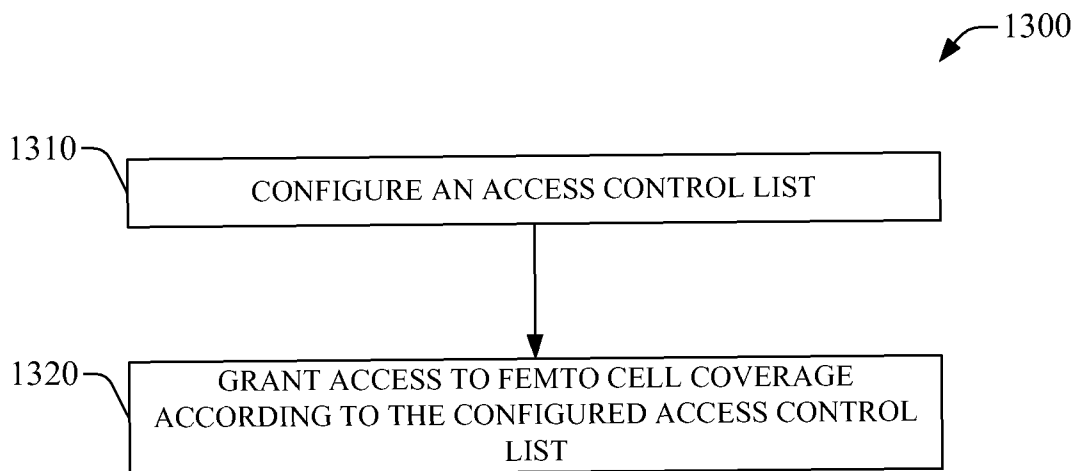 1300
1310
CONFIGURE AN ACCESS CONTROL LIST
1320
GRANT ACCESS TO FEMTO CELL COVERAGE
ACCORDING TO THE CONFIGURED ACCESS CONTROL
LIST